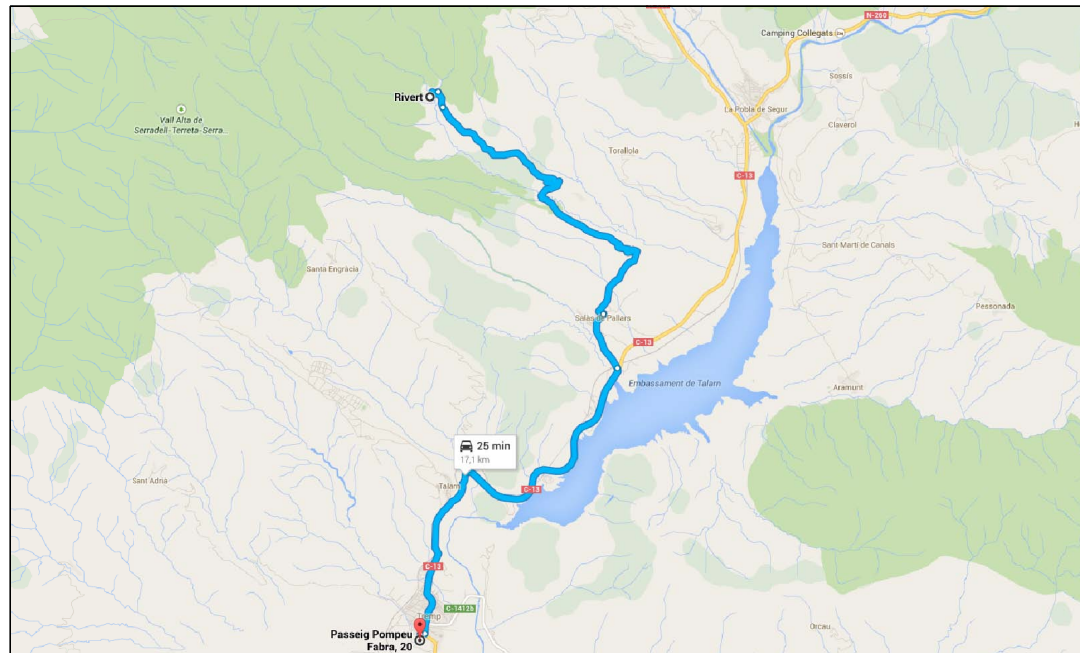 N-260
Camping Collegats
Sossís
Rivert
La Pobla de Segur
Vall Alta de
Serradell-Terreta-Serra...
Claverol
Torallola
C-13
Sant Martí de Canals
Santa Engràcia
Pessonada
Salàs de Pallars
C-13
Embassament de Talarn
Aramunt
25 min
17,1 km
Sant Adrià
Talarn
C-13
C-13
C-1412b
Tremp
Orcau
Passeig Pompeu
Fabra, 20